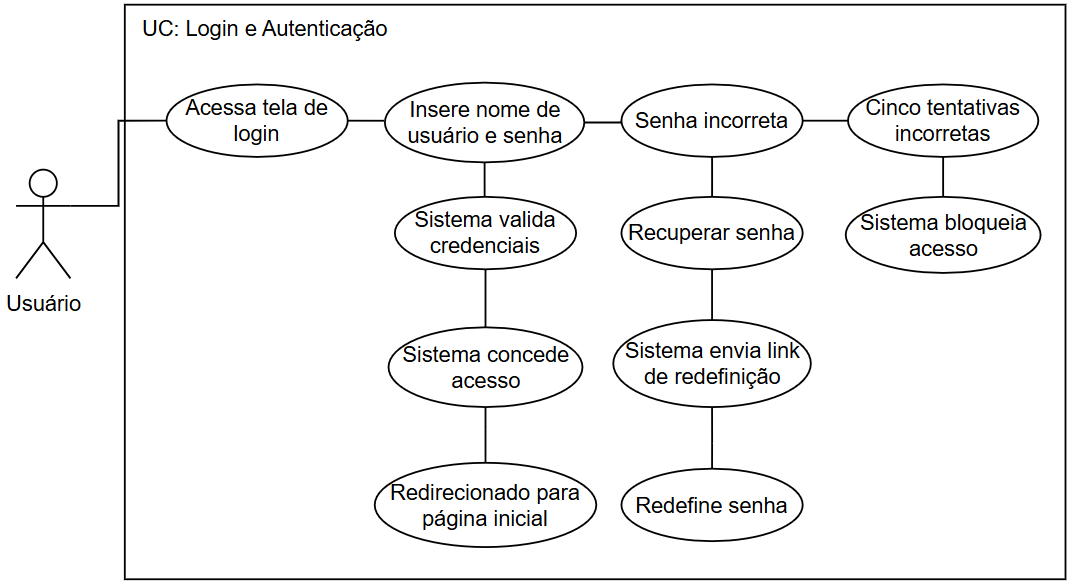 UC: Login e Autenticação
Acessa tela de
login
Insere nome de
usuário e senha
Senha incorreta
Cinco tentativas
incorretas
Sistema valida
credenciais
Recuperar senha
Sistema bloqueia
acesso
Usuário
Sistema concede
acesso
Sistema envia link
de redefinição
Redirecionado para
página inicial
Redefine senha